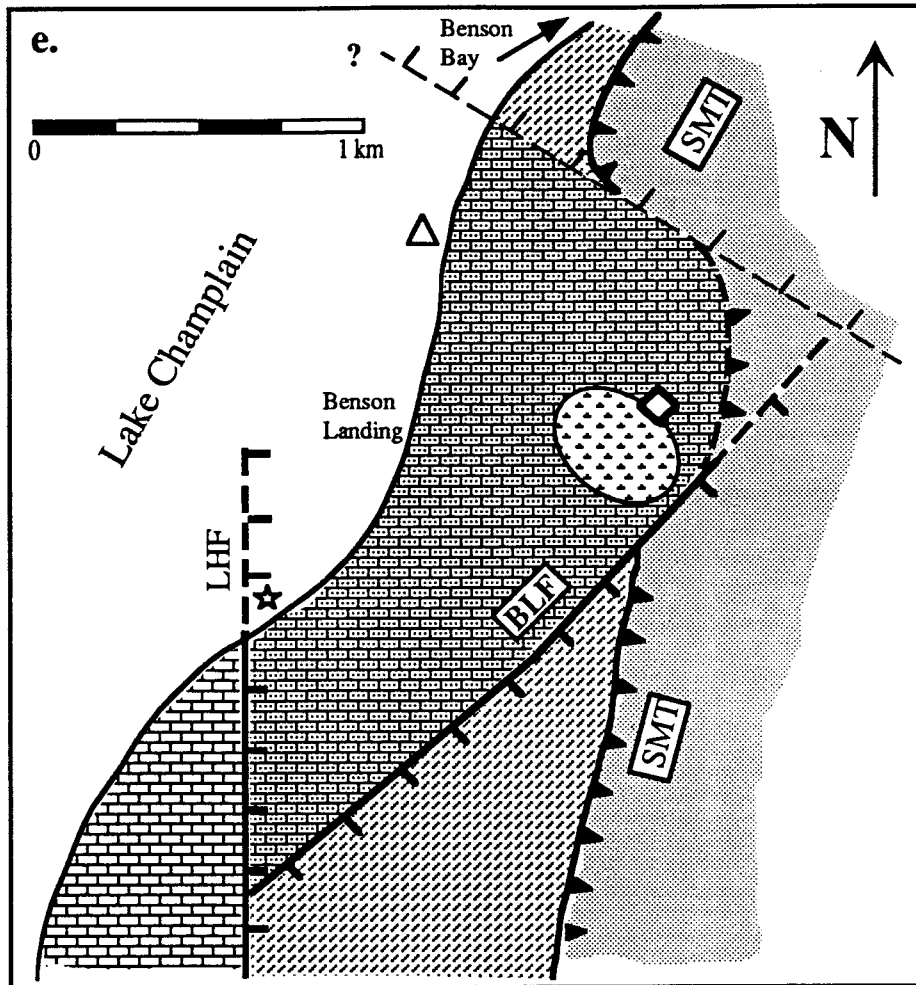 e.
Benson
Bay
?
0
1 km
SMT
N
Lake Champlain
Benson
Landing
LHF
BLF
SMT